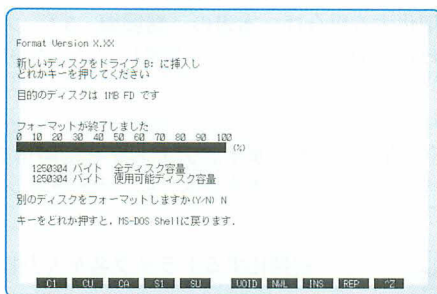 Format Version X.XX
新しいディスクをドライブ B: に挿入し
どれかキーを押してください
目的のディスクは 1MB FD です
フォーマットが終了しました
0 10 20 30 40 50 60 70 80 90 100
(%)
1250304 バイト 全ディスク容量
1250304 バイト 使用可能ディスク容量
別のディスクをフォーマットしますか(Y/N) N
キーをどれか押すと, MS-DOS Shellに戻ります.
C1 CU CA S1 SU VOID NWL INS REP ^Z